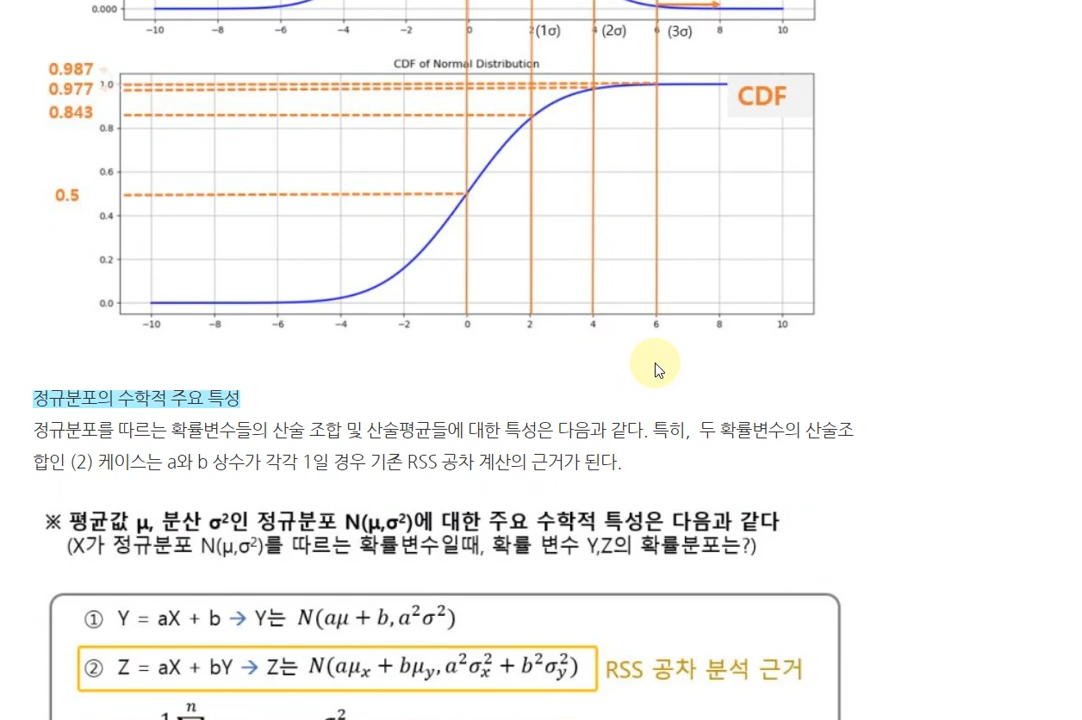 0.000
−10 −8 −6 −4 −2 0 2 (1σ) 4 (2σ) (3σ) 8 10
CDF of Normal Distribution
0.987
1.0
0.977
CDF
0.843
0.8
0.6
0.5
0.4
0.2
0.0
−10 −8 −6 −4 −2 0 2 4 6 8 10
정규분포의 수학적 주요 특성
정규분포를 따르는 확률변수들의 산술 조합 및 산술평균들에 대한 특성은 다음과 같다. 특히, 두 확률변수의 산술조
합인 (2) 케이스는 a와 b 상수가 각각 1일 경우 기존 RSS 공차 계산의 근거가 된다.
※ 평균값 μ, 분산 σ²인 정규분포 N(μ,σ²)에 대한 주요 수학적 특성은 다음과 같다
(X가 정규분포 N(μ,σ²)를 따르는 확률변수일때, 확률 변수 Y,Z의 확률분포는?)
① Y = aX + b → Y는 N(aμ + b, a²σ²)
② Z = aX + bY → Z는 N(aμₓ + bμᵧ, a²σₓ² + b²σᵧ²) RSS 공차 분석 근거